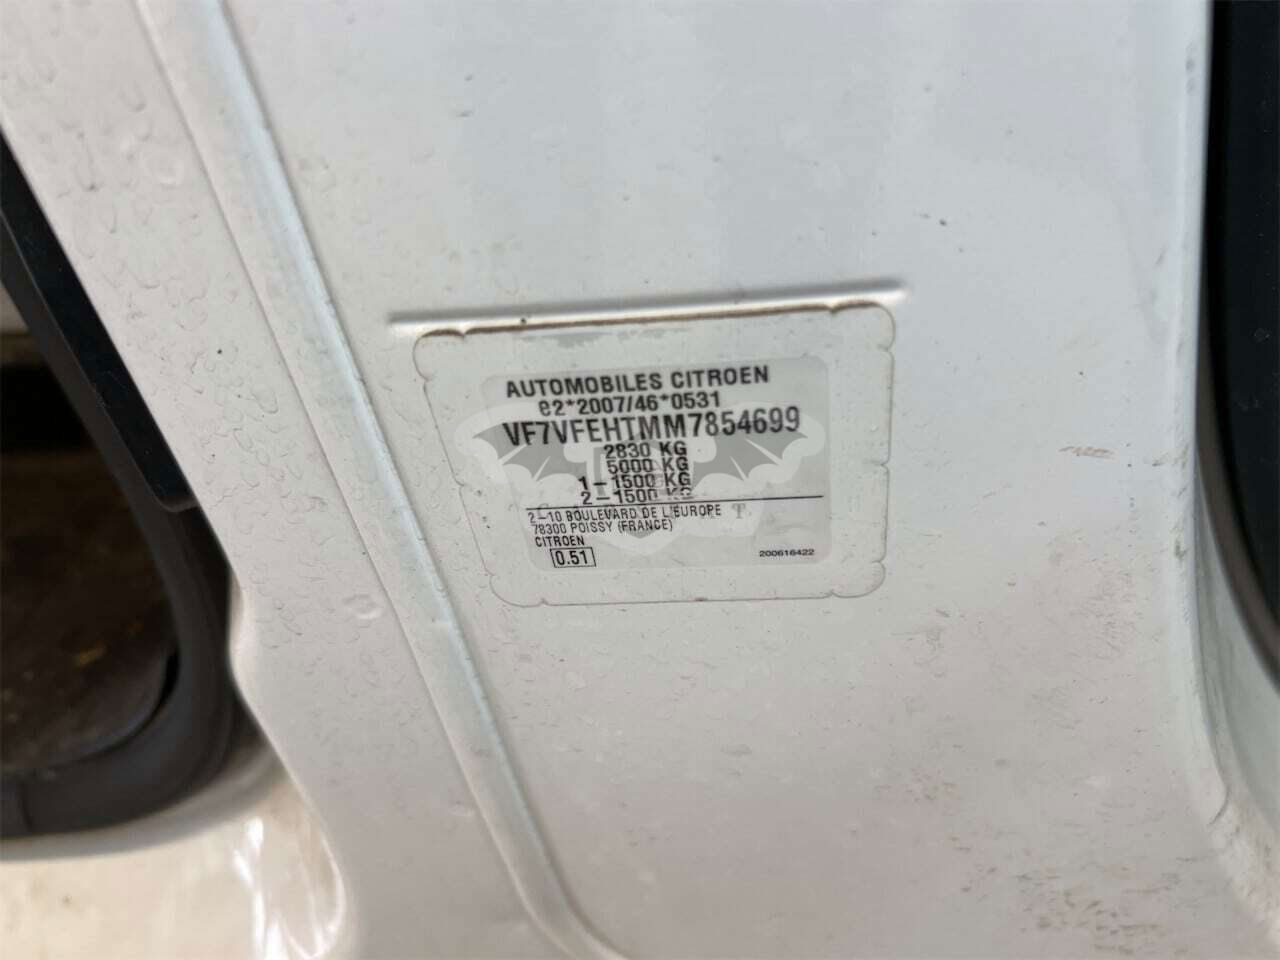 AUTOMOBILES CITROEN
e2*2007/46*0531
VF7VFEHTMM7854699
2830 KG
5000 KG
1-1500 KG
2-1500 KG
2-10 BOULEVARD DE L'EUROPE
78300 POISSY (FRANCE)
CITROEN
0.51
200616422